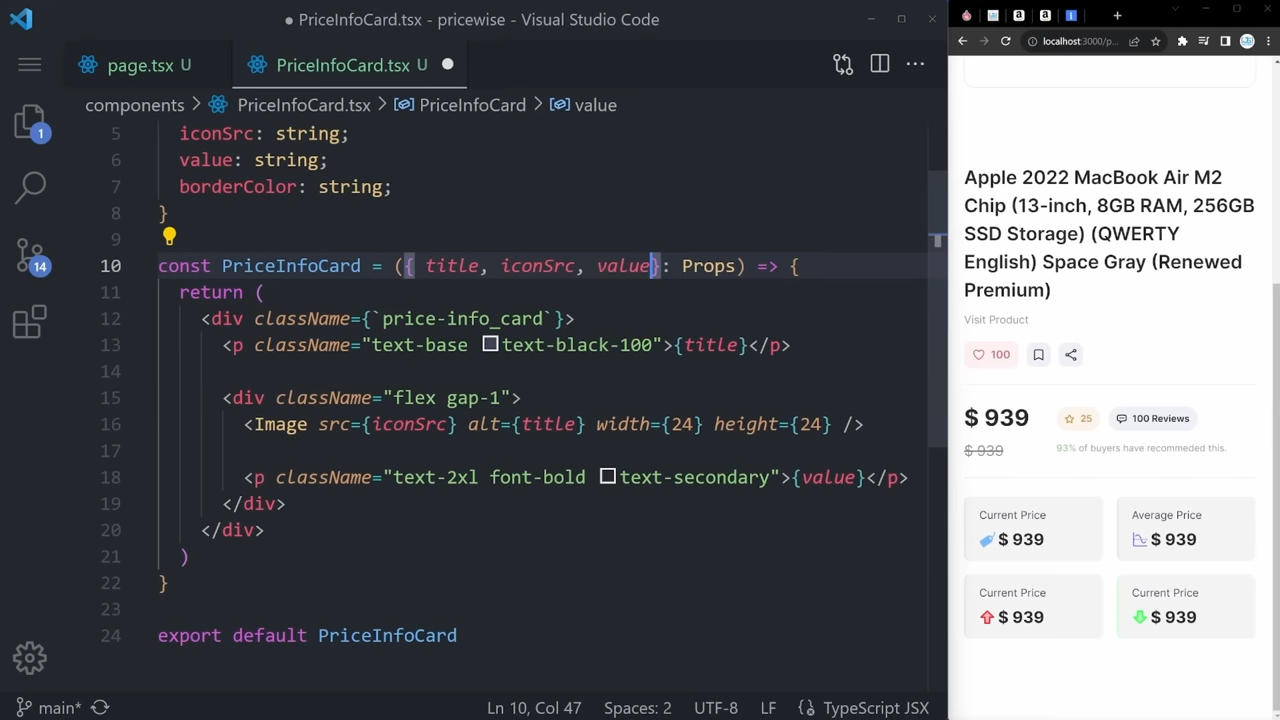 ● PriceInfoCard.tsx - pricewise - Visual Studio Code
page.tsx U
PriceInfoCard.tsx U
components > PriceInfoCard.tsx > PriceInfoCard > value
5 iconSrc: string;
6 value: string;
7 borderColor: string;
8 }
9
10 const PriceInfoCard = ({ title, iconSrc, value}: Props) => {
11 return (
12 <div className={`price-info_card`}>
13 <p className="text-base text-black-100">{title}</p>
14
15 <div className="flex gap-1">
16 <Image src={iconSrc} alt={title} width={24} height={24} />
17
18 <p className="text-2xl font-bold text-secondary">{value}</p>
19 </div>
20 </div>
21 )
22 }
23
24 export default PriceInfoCard
1
14
main*
Ln 10, Col 47
Spaces: 2
UTF-8
LF
TypeScript JSX
localhost:3000/p...
Apple 2022 MacBook Air M2
Chip (13-inch, 8GB RAM, 256GB
SSD Storage) (QWERTY
English) Space Gray (Renewed
Premium)
Visit Product
100
$ 939
25
100 Reviews
$ 939
93% of buyers have recommeded this.
Current Price
$ 939
Average Price
$ 939
Current Price
$ 939
Current Price
$ 939